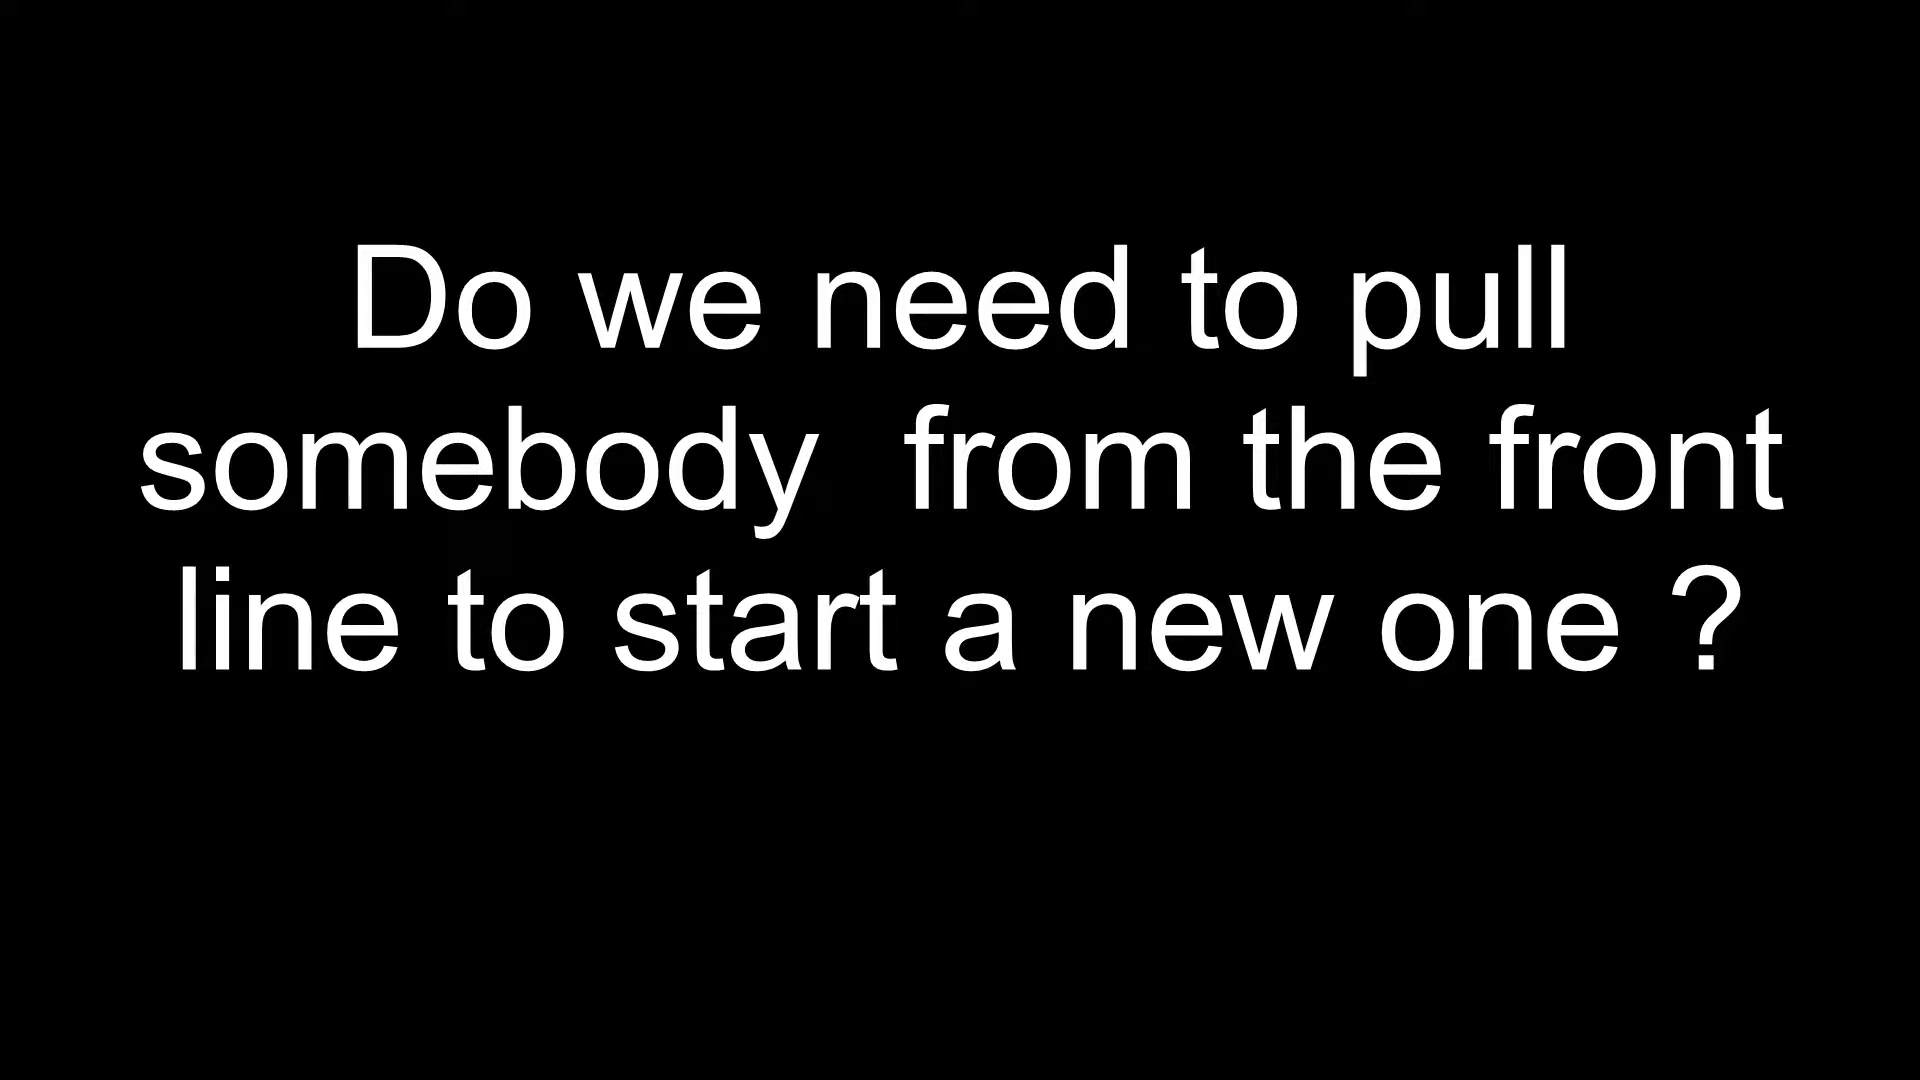 Do we need to pull
somebody  from the front
line to start a new one ?